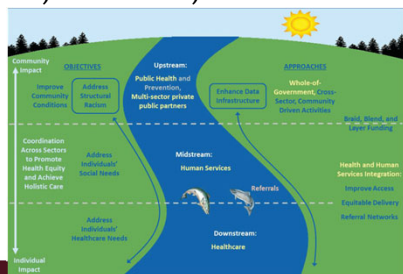 Community
Impact
OBJECTIVES
Improve
Community
Conditions
Address
Structural
Racism
Upstream:
Public Health and
Prevention,
Multi-sector private
public partners
APPROACHES
Enhance Data
Infrastructure
Whole-of-
Government, Cross-
Sector, Community
Driven Activities
Braid, Blend, and
Layer Funding
Coordination
Across Sectors
to Promote
Health Equity
and Achieve
Holistic Care
Address
Individuals'
Social Needs
Midstream:
Human Services
Referrals
Health and Human
Services Integration:
Improve Access
Equitable Delivery
Referral Networks
Address
Individuals'
Healthcare Needs
Downstream:
Healthcare
Individual
Impact